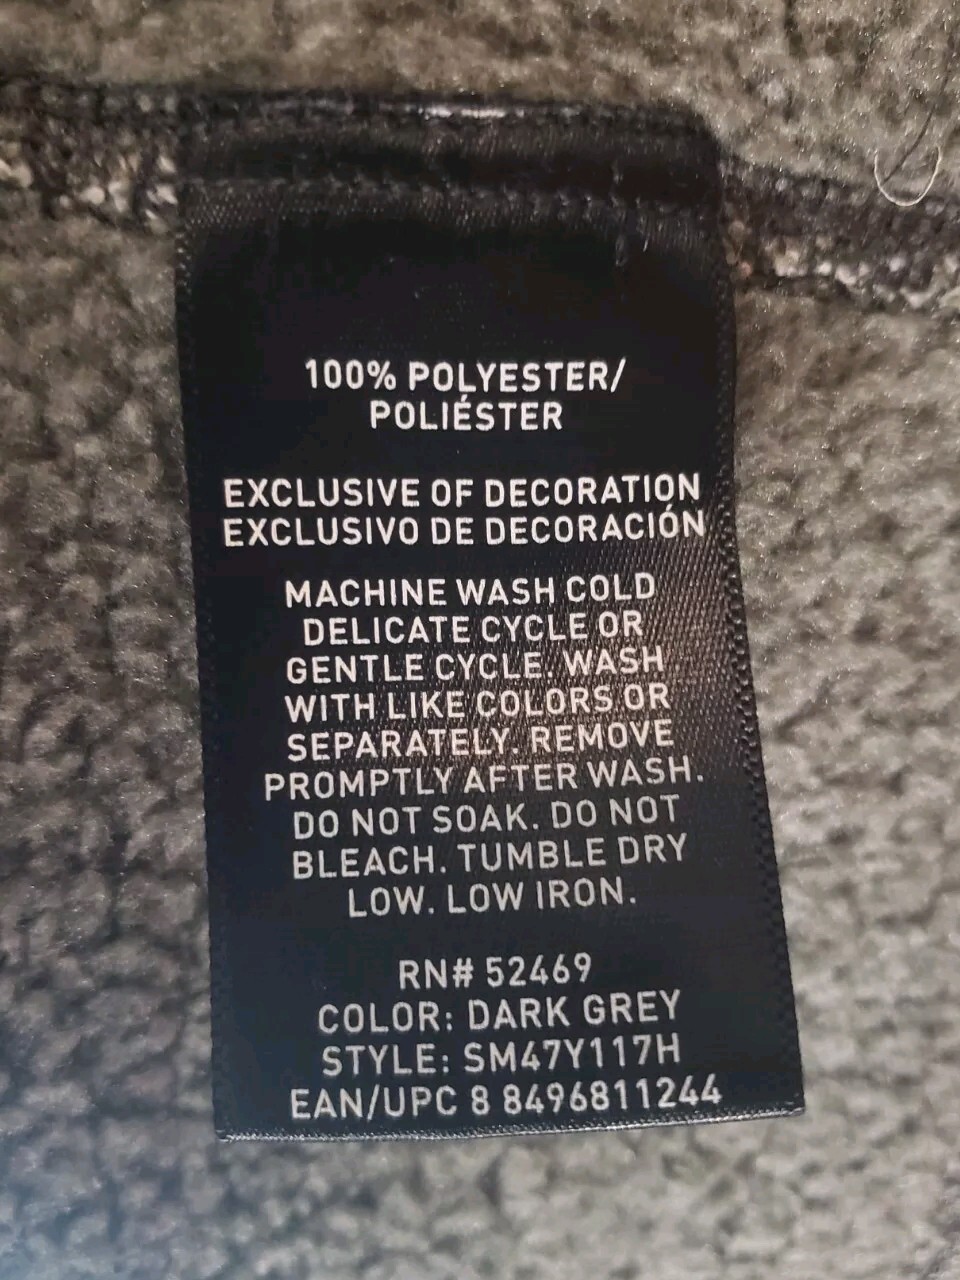 100% POLYESTER/
POLIÉSTER
EXCLUSIVE OF DECORATION
EXCLUSIVO DE DECORACIÓN
MACHINE WASH COLD
DELICATE CYCLE OR
GENTLE CYCLE. WASH
WITH LIKE COLORS OR
SEPARATELY. REMOVE
PROMPTLY AFTER WASH.
DO NOT SOAK. DO NOT
BLEACH. TUMBLE DRY
LOW. LOW IRON.
RN# 52469
COLOR: DARK GREY
STYLE: SM47Y117H
EAN/UPC 8 8496811244